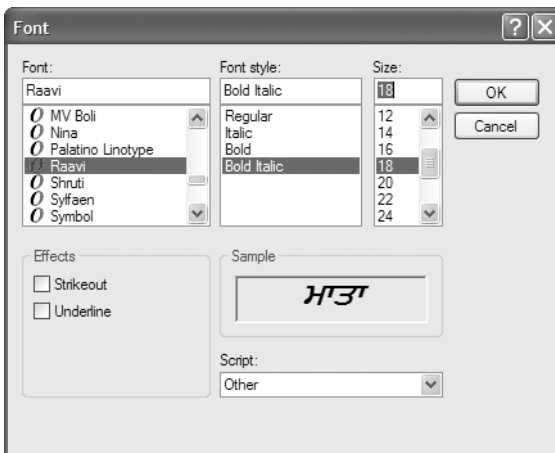 Font
Font: Font style: Size:
Raavi Bold Italic 18 OK
MV Boli Regular 12 Cancel
Nina Italic 14
Palatino Linotype Bold 16
Raavi Bold Italic 18
Shruti 20
Sylfaen 22
Symbol 24
Effects Sample
Strikeout ਮਾਤਾ
Underline
Script:
Other